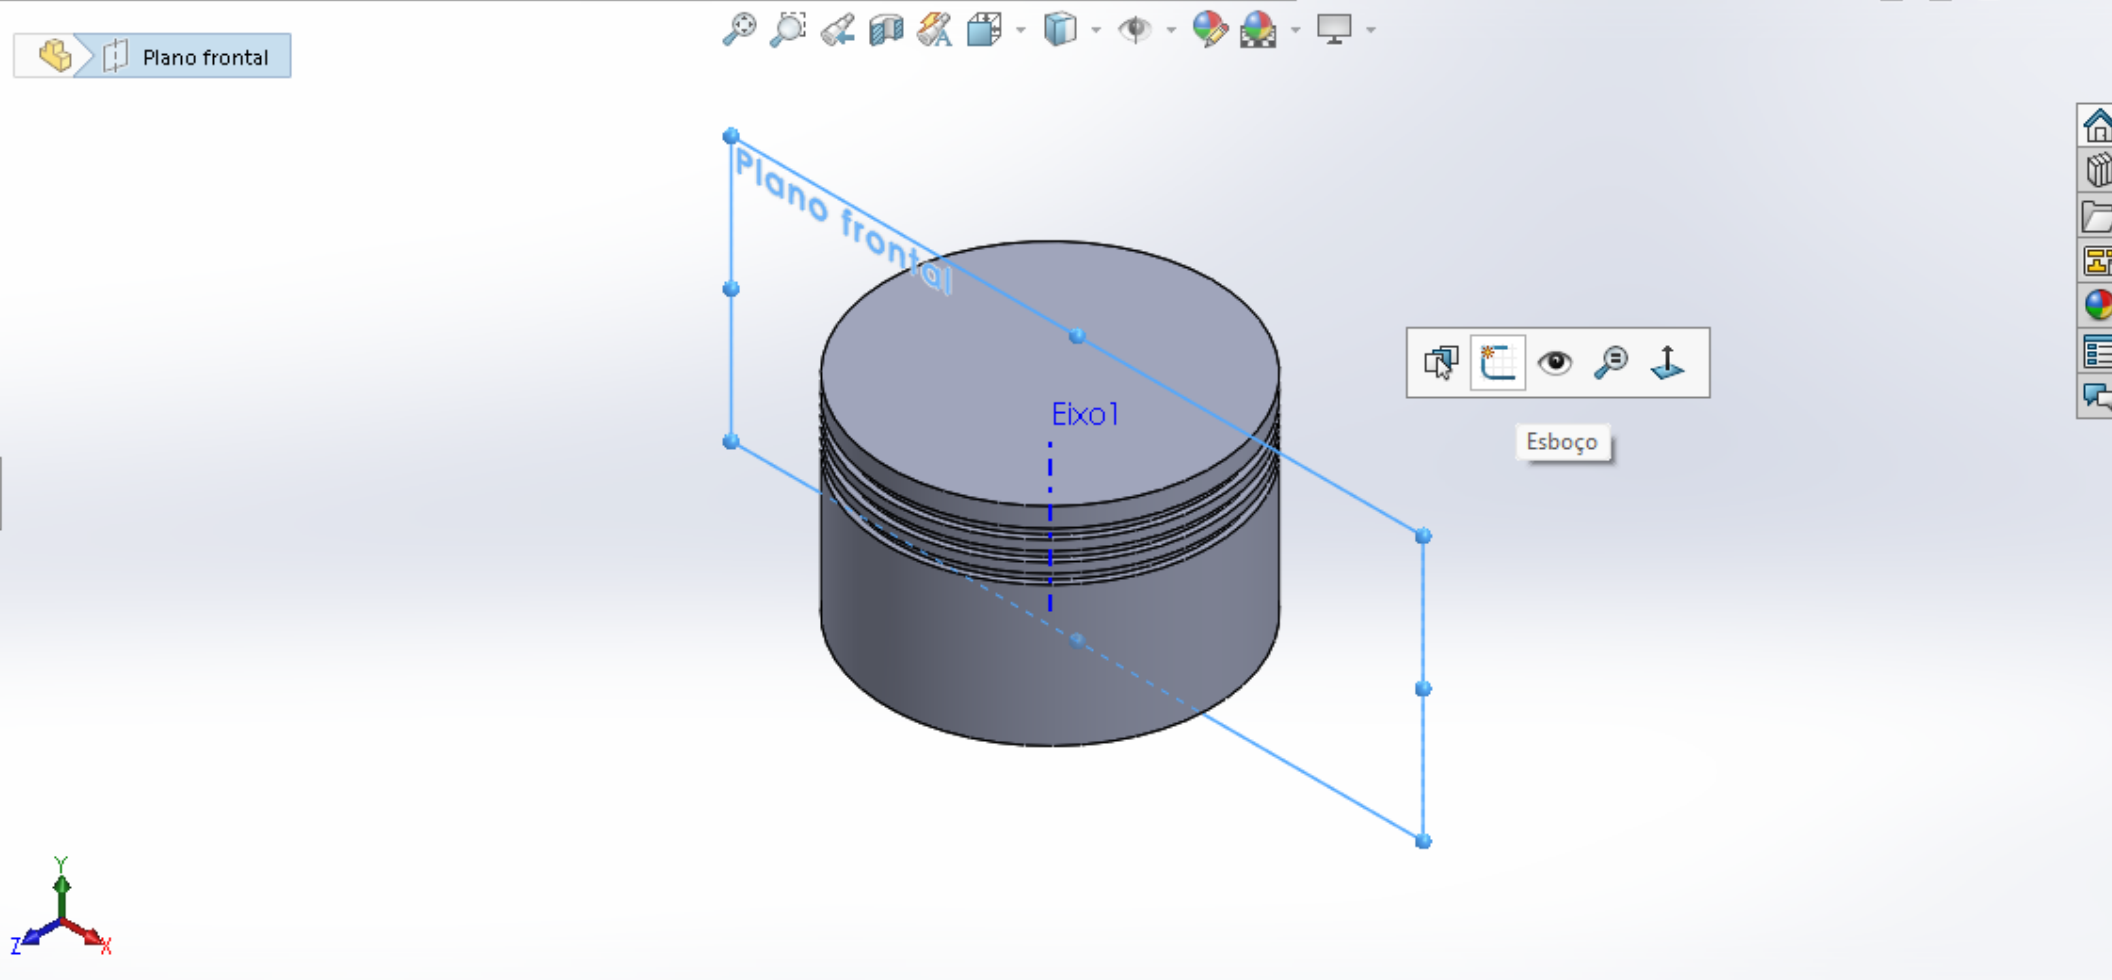 Plano frontal
Plano frontal
Eixo1
Esboço
Y
Z
X